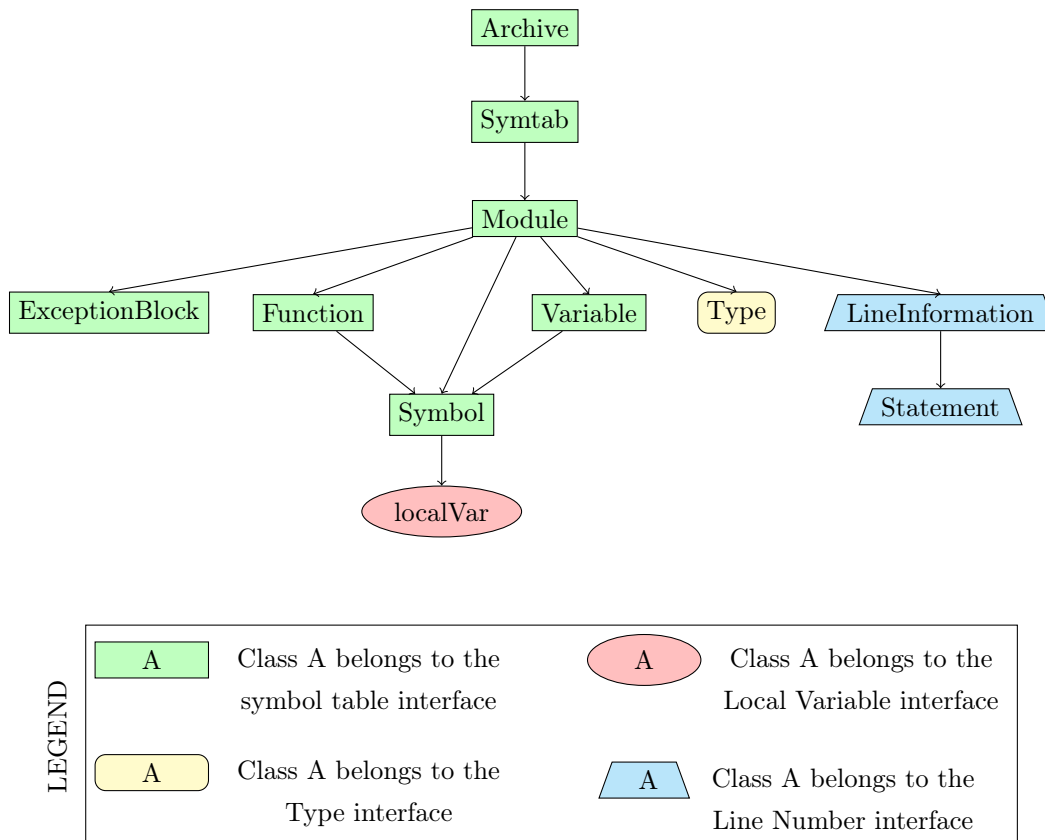 Archive
Symtab
Module
ExceptionBlock
Function
Variable
Type
LineInformation
Symbol
Statement
localVar
LEGEND
A
Class A belongs to the
symbol table interface
A
Class A belongs to the
Local Variable interface
A
Class A belongs to the
Type interface
A
Class A belongs to the
Line Number interface